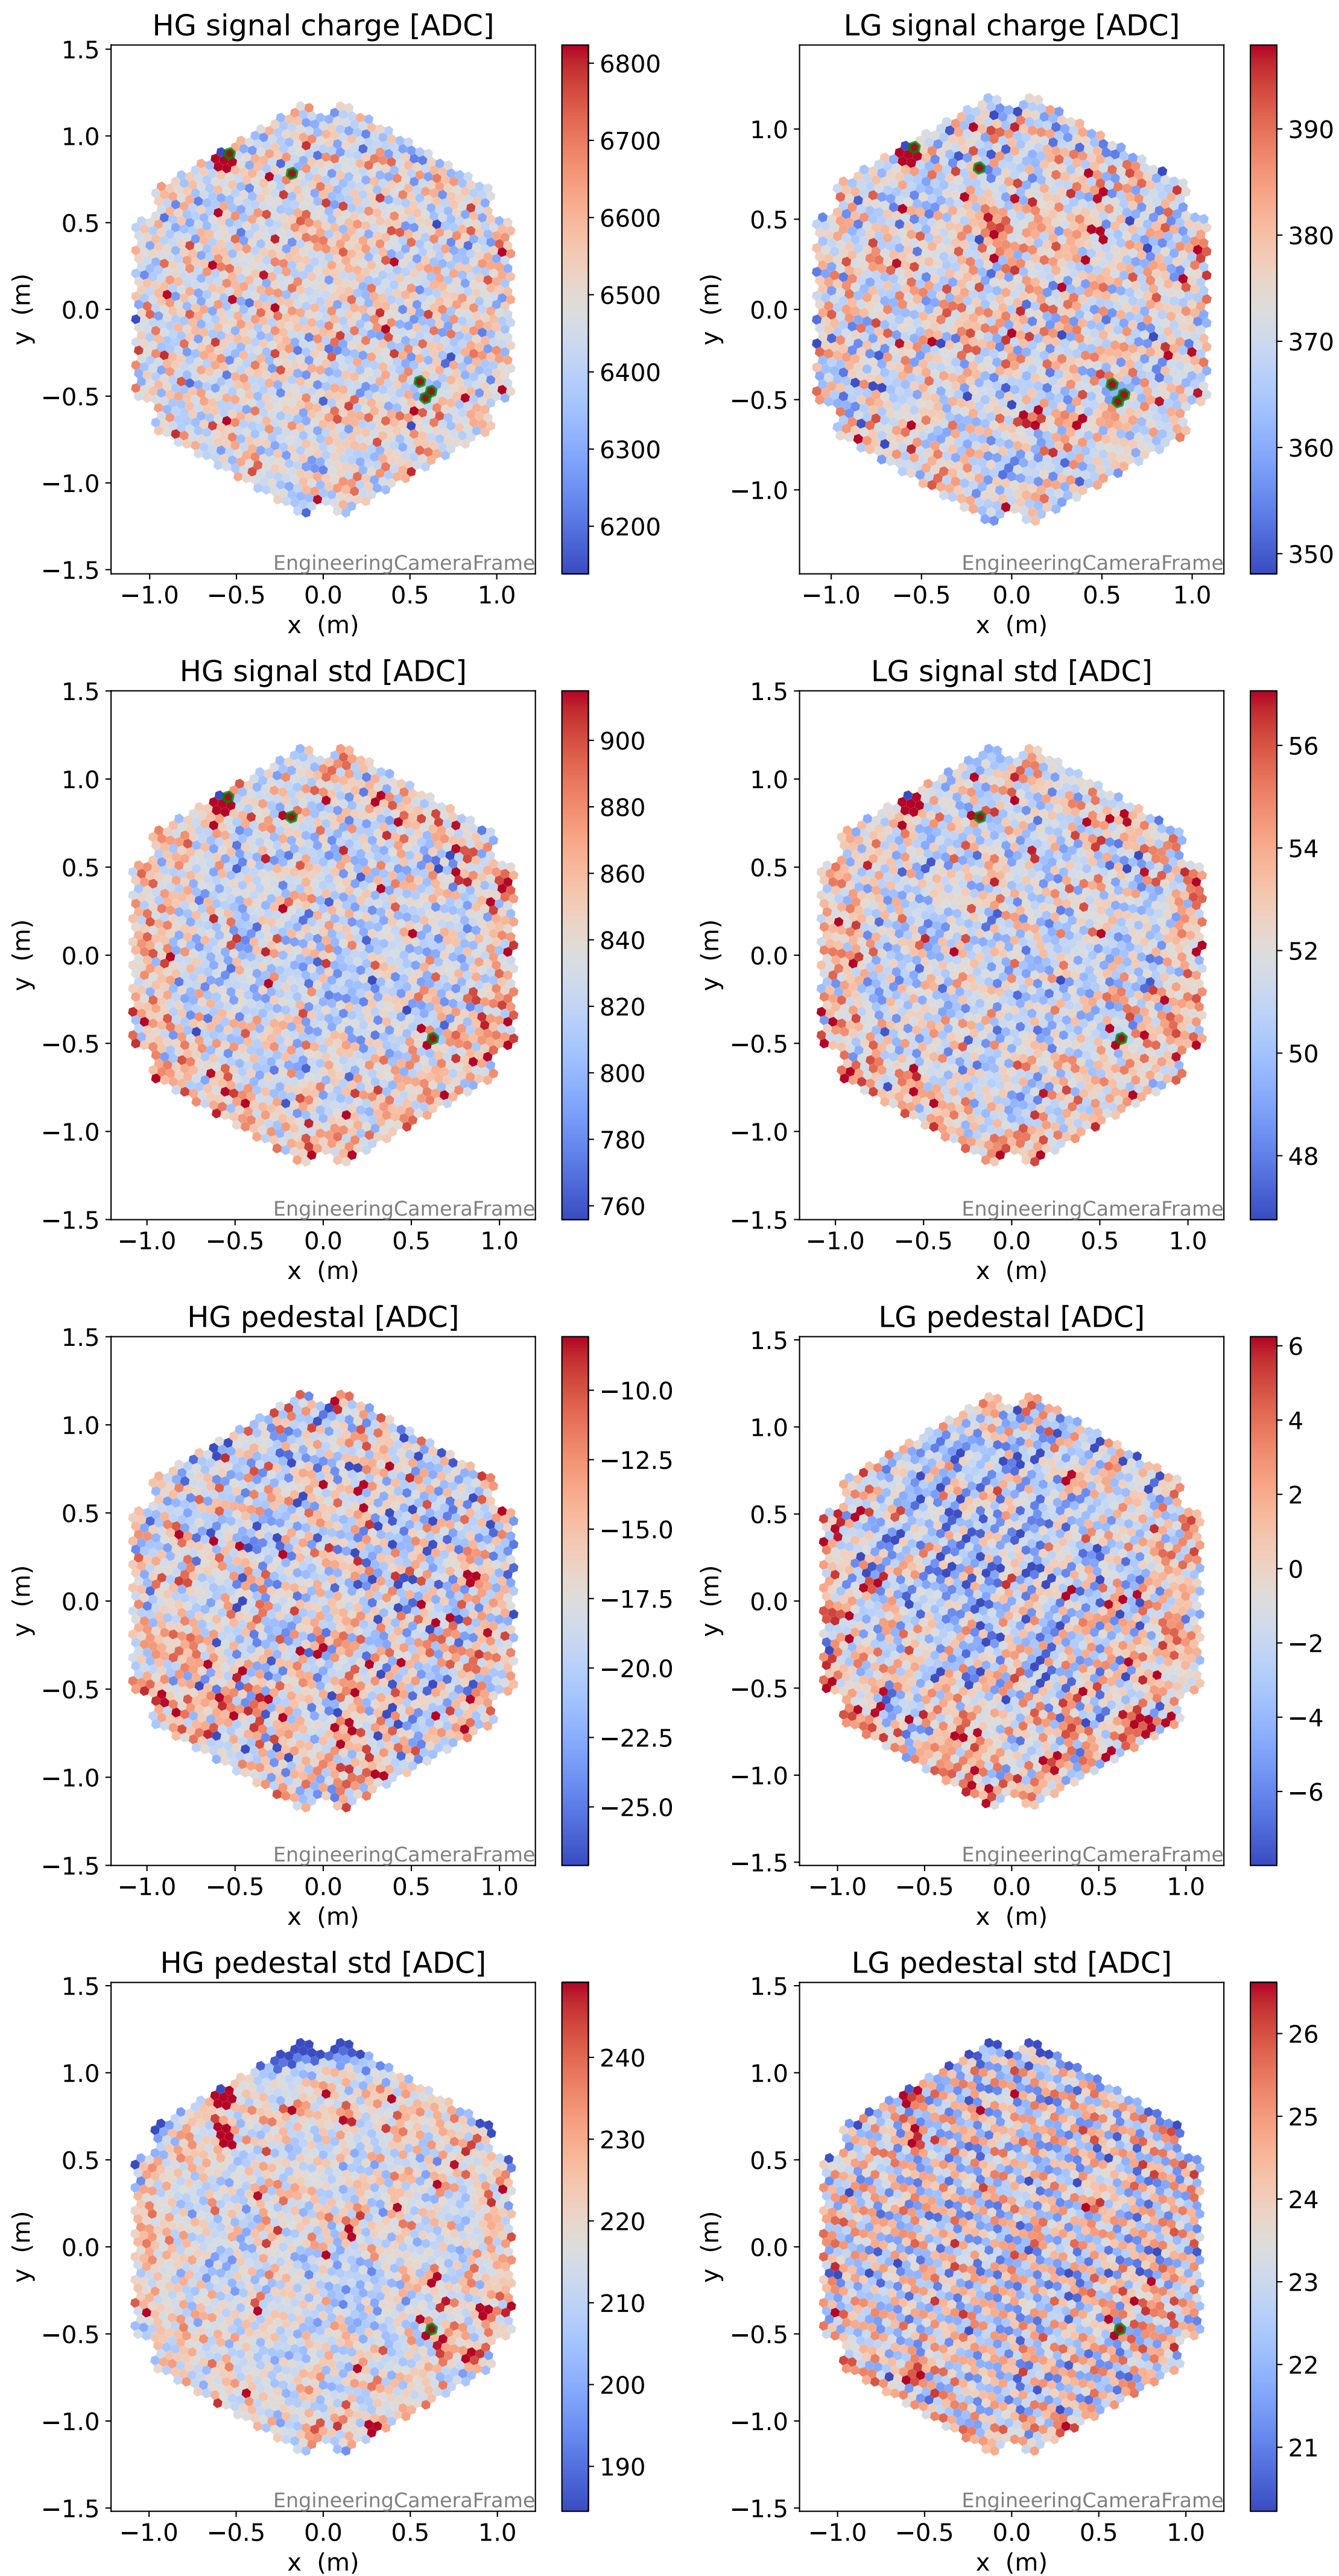 HG signal charge [ADC]
LG signal charge [ADC]
1.5
1.0
0.5
0.0
−0.5
−1.0
−1.5
y (m)
−1.0 −0.5 0.0 0.5 1.0
x (m)
EngineeringCameraFrame
6800
6700
6600
6500
6400
6300
6200
1.0
0.5
0.0
−0.5
−1.0
y (m)
−1.0 −0.5 0.0 0.5 1.0
x (m)
EngineeringCameraFrame
390
380
370
360
350
HG signal std [ADC]
LG signal std [ADC]
1.5
1.0
0.5
0.0
−0.5
−1.0
−1.5
y (m)
−1.0 −0.5 0.0 0.5 1.0
x (m)
EngineeringCameraFrame
900
880
860
840
820
800
780
760
1.5
1.0
0.5
0.0
−0.5
−1.0
−1.5
y (m)
−1.0 −0.5 0.0 0.5 1.0
x (m)
EngineeringCameraFrame
56
54
52
50
48
HG pedestal [ADC]
LG pedestal [ADC]
1.5
1.0
0.5
0.0
−0.5
−1.0
−1.5
y (m)
−1.0 −0.5 0.0 0.5 1.0
x (m)
EngineeringCameraFrame
−10.0
−12.5
−15.0
−17.5
−20.0
−22.5
−25.0
1.5
1.0
0.5
0.0
−0.5
−1.0
−1.5
y (m)
−1.0 −0.5 0.0 0.5 1.0
x (m)
EngineeringCameraFrame
6
4
2
0
−2
−4
−6
HG pedestal std [ADC]
LG pedestal std [ADC]
1.5
1.0
0.5
0.0
−0.5
−1.0
−1.5
y (m)
−1.0 −0.5 0.0 0.5 1.0
x (m)
EngineeringCameraFrame
240
230
220
210
200
190
1.5
1.0
0.5
0.0
−0.5
−1.0
−1.5
y (m)
−1.0 −0.5 0.0 0.5 1.0
x (m)
EngineeringCameraFrame
26
25
24
23
22
21